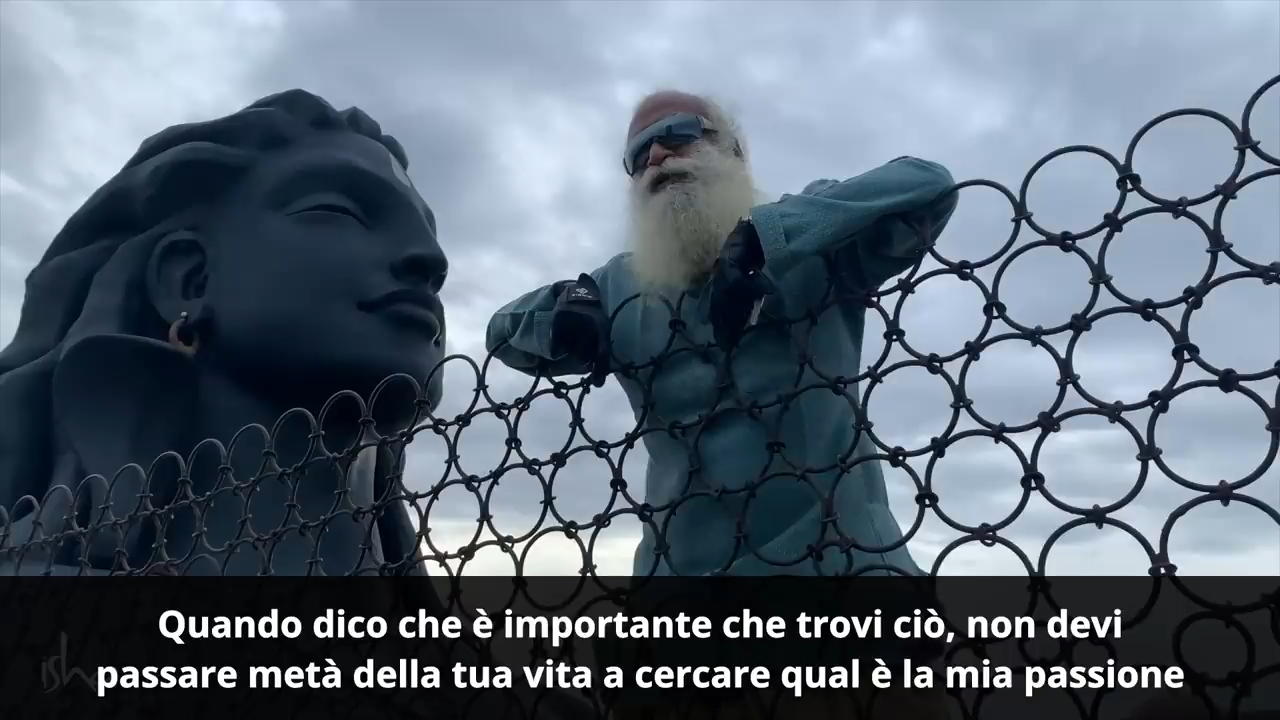 Quando dico che è importante che trovi ciò, non devi
passare metà della tua vita a cercare qual è la mia passione
ish